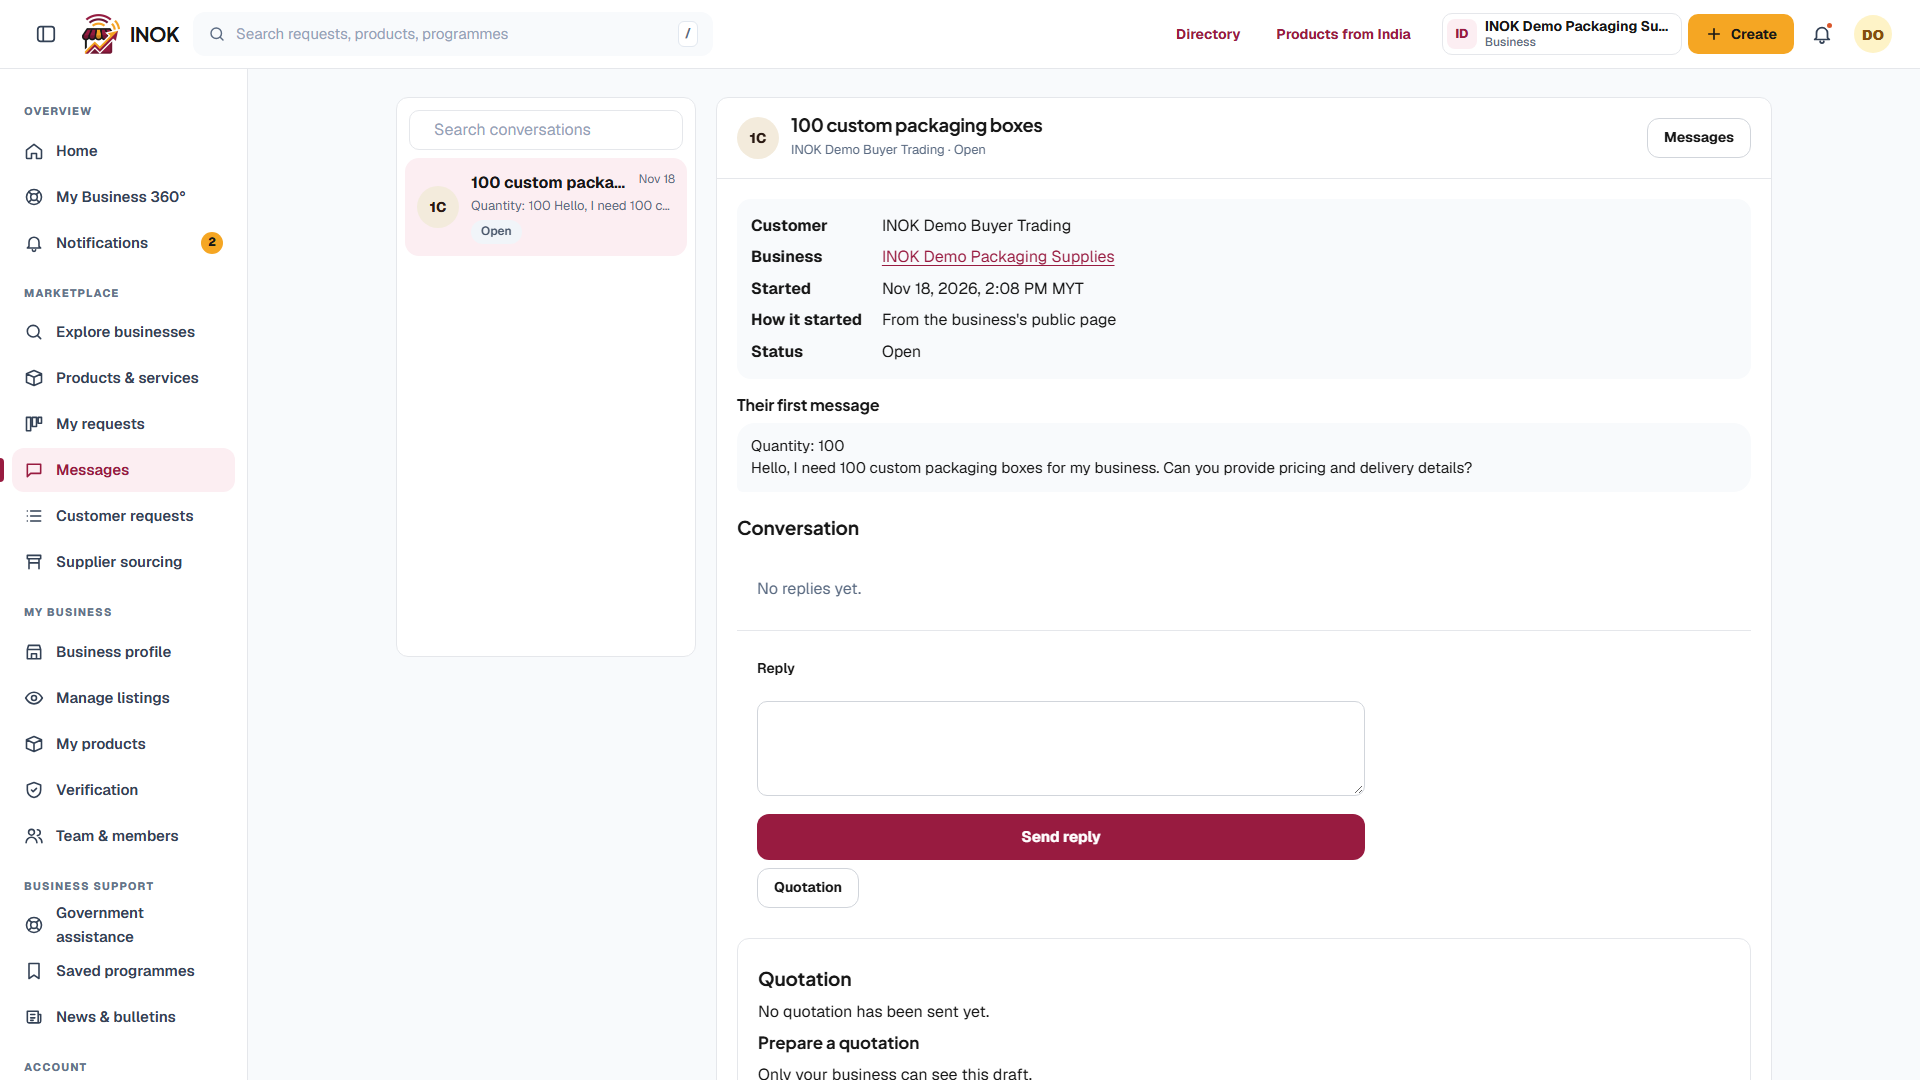 INOK
Search requests, products, programmes
/
Directory
Products from India
ID
INOK Demo Packaging Su...
Business
Create
DO
OVERVIEW
Home
My Business 360°
Notifications
2
MARKETPLACE
Explore businesses
Products & services
My requests
Messages
Customer requests
Supplier sourcing
MY BUSINESS
Business profile
Manage listings
My products
Verification
Team & members
BUSINESS SUPPORT
Government
assistance
Saved programmes
News & bulletins
ACCOUNT
Search conversations
1C
100 custom packa...
Nov 18
Quantity: 100 Hello, I need 100 c...
Open
1C
100 custom packaging boxes
INOK Demo Buyer Trading · Open
Messages
Customer INOK Demo Buyer Trading
Business INOK Demo Packaging Supplies
Started Nov 18, 2026, 2:08 PM MYT
How it started From the business's public page
Status Open
Their first message
Quantity: 100
Hello, I need 100 custom packaging boxes for my business. Can you provide pricing and delivery details?
Conversation
No replies yet.
Reply
Send reply
Quotation
Quotation
No quotation has been sent yet.
Prepare a quotation
Only your business can see this draft.